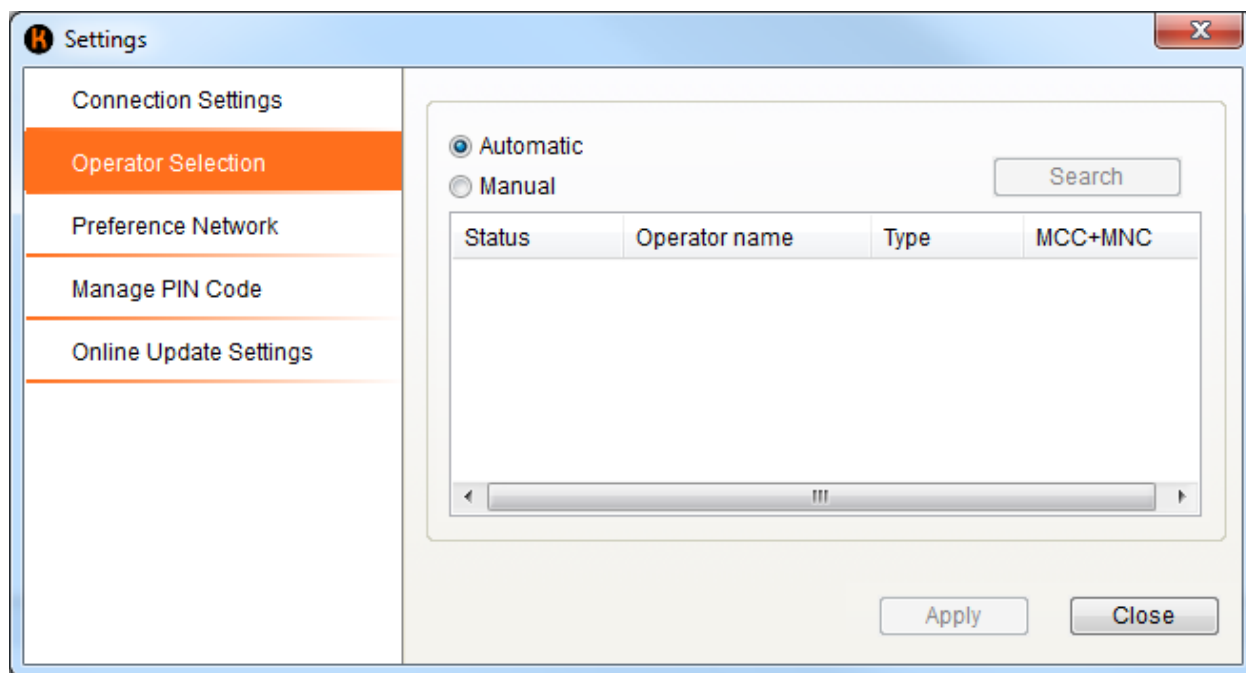 Settings
Connection Settings
Operator Selection
Preference Network
Manage PIN Code
Online Update Settings
Automatic
Manual
Search
Status Operator name Type MCC+MNC
Apply Close